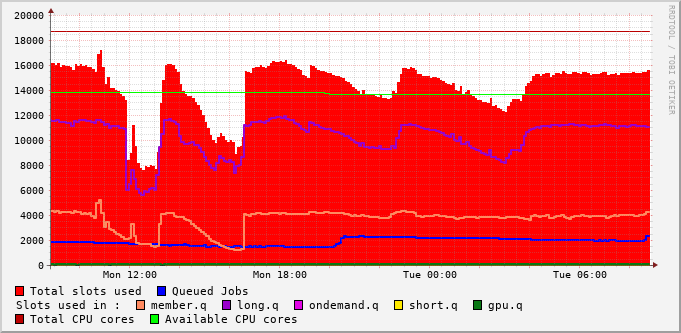 20000
18000
16000
14000
12000
10000
8000
6000
4000
2000
0
Mon 12:00 Mon 18:00 Tue 00:00 Tue 06:00
Total slots used Queued Jobs
Slots used in : member.q long.q ondemand.q short.q gpu.q
Total CPU cores Available CPU cores
RRDTOOL / TOBI OETIKER